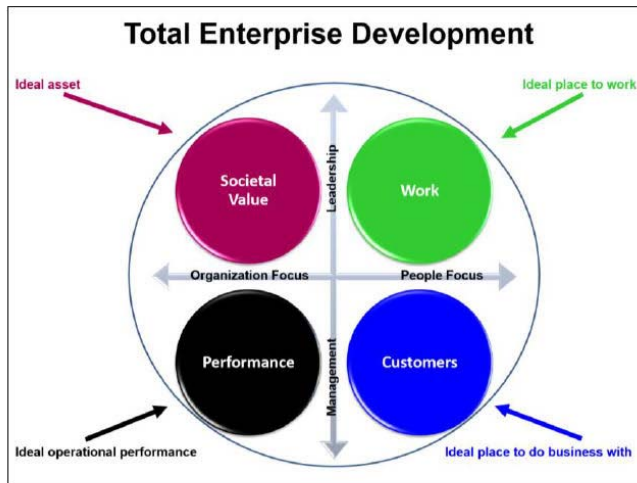 Total Enterprise Development
Ideal asset
Ideal place to work
Societal
Value
Leadership
Work
Organization Focus
People Focus
Performance
Management
Customers
Ideal operational performance
Ideal place to do business with